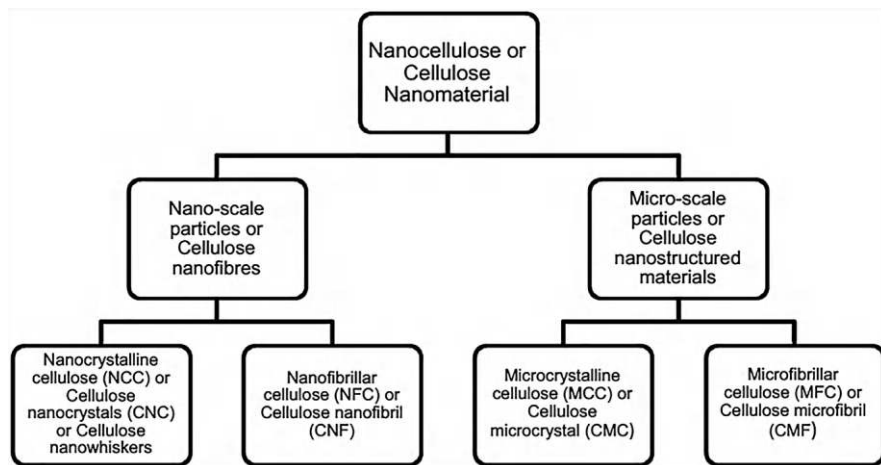 Nanocellulose or
Cellulose
Nanomaterial
Nano-scale
particles or
Cellulose
nanofibres
Micro-scale
particles or
Cellulose
nanostructured
materials
Nanocrystalline
cellulose (NCC) or
Cellulose
nanocrystals (CNC)
or Cellulose
nanowhiskers
Nanofibrillar
cellulose (NFC) or
Cellulose nanofibril
(CNF)
Microcrystalline
cellulose (MCC) or
Cellulose
microcrystal (CMC)
Microfibrillar
cellulose (MFC) or
Cellulose microfibril
(CMF)